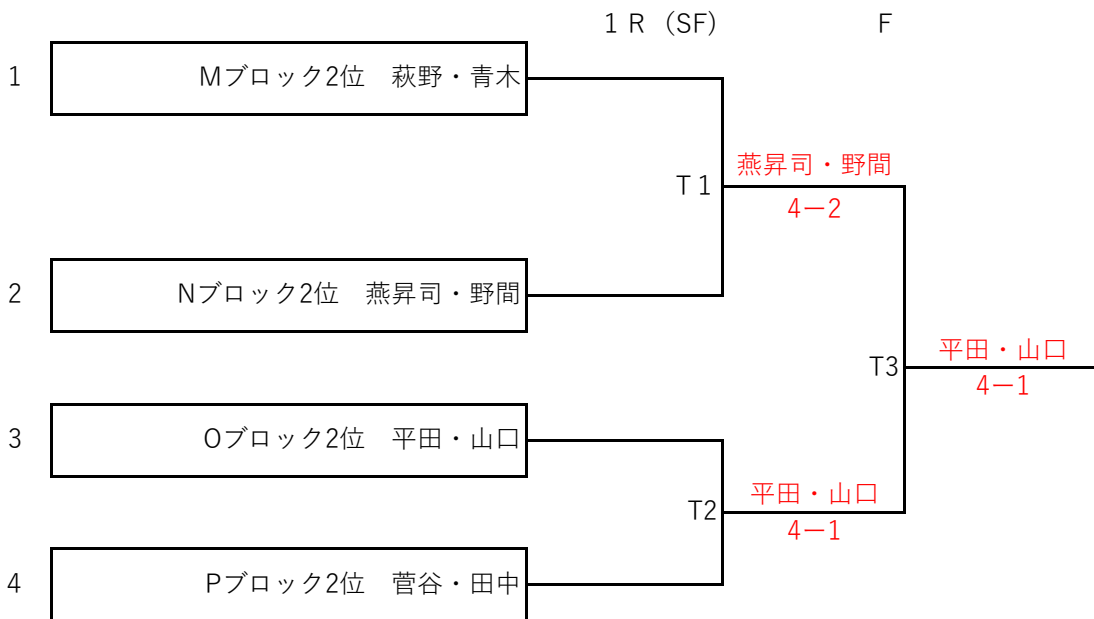 1 R (SF)　F
1　Mブロック2位　萩野・青木
燕昇司・野間
T 1
4ー2
2　Nブロック2位　燕昇司・野間
平田・山口
T3
4ー1
3　Oブロック2位　平田・山口
平田・山口
T2
4ー1
4　Pブロック2位　菅谷・田中